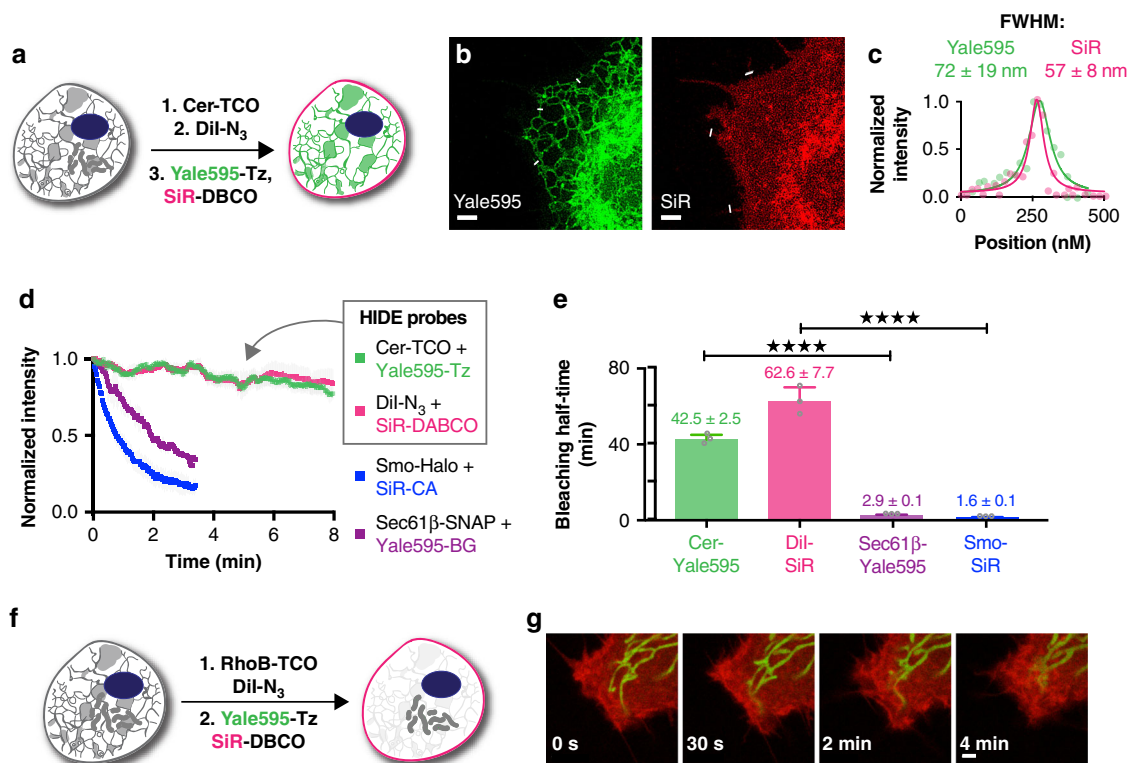 a
1. Cer-TCO
2. DiI-N3
3. Yale595-Tz,
SiR-DBCO
b
Yale595
SiR
c
FWHM:
Yale595 SiR
72 ± 19 nm 57 ± 8 nm
Normalized
intensity
1.0
0.5
0.0
0 250 500
Position (nM)
d
Normalized intensity
1.0
0.5
0.0
0 2 4 6 8
Time (min)
HIDE probes
Cer-TCO +
Yale595-Tz
DiI-N3 +
SiR-DABCO
Smo-Halo +
SiR-CA
Sec61β-SNAP +
Yale595-BG
e
★★★★
★★★★
Bleaching half-time
(min)
80
40
0
42.5 ± 2.5
62.6 ± 7.7
2.9 ± 0.1
1.6 ± 0.1
Cer-
Yale595
DiI-
SiR
Sec61β-
Yale595
Smo-
SiR
f
1. RhoB-TCO
DiI-N3
2. Yale595-Tz
SiR-DBCO
g
0 s
30 s
2 min
4 min